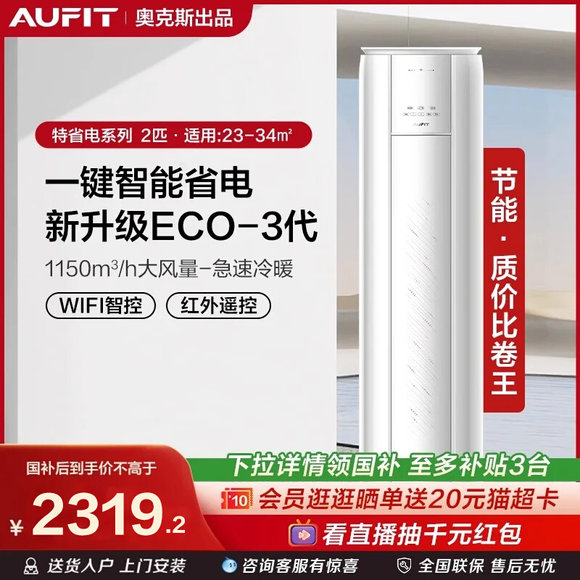 AUFIT 奥克斯出品
特省电系列 2匹·适用:23-34㎡
一键智能省电
新升级ECO-3代
1150m³/h大风量-急速冷暖
WIFI智控 红外遥控
AUFIT
节能·质价比卷王
国补后到手价不高于
¥2319.2
下拉详情领国补 至多补贴3台
10 会员逛逛晒单送20元猫超卡
看直播抽千元红包
送货入户 上门安装
咨询客服有惊喜
全国联保 售后无忧